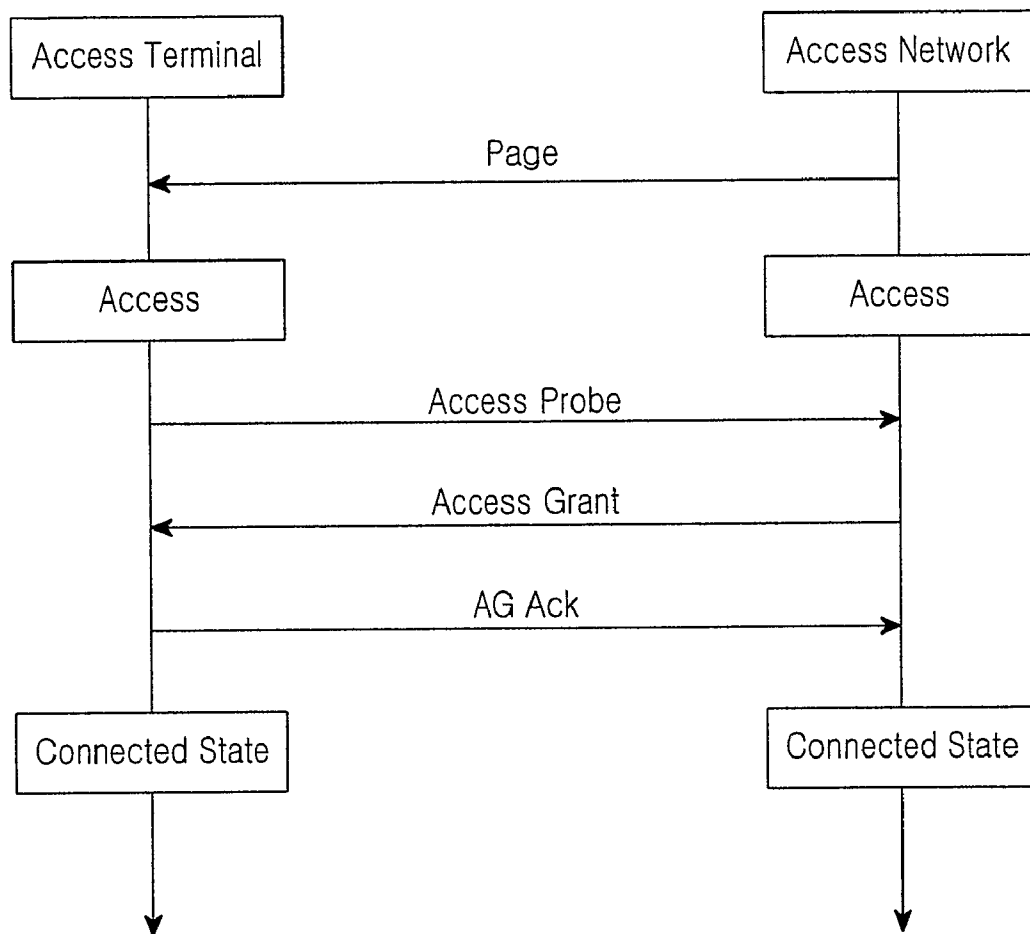 Access Terminal
Access Network
Page
Access
Access
Access Probe
Access Grant
AG Ack
Connected State
Connected State